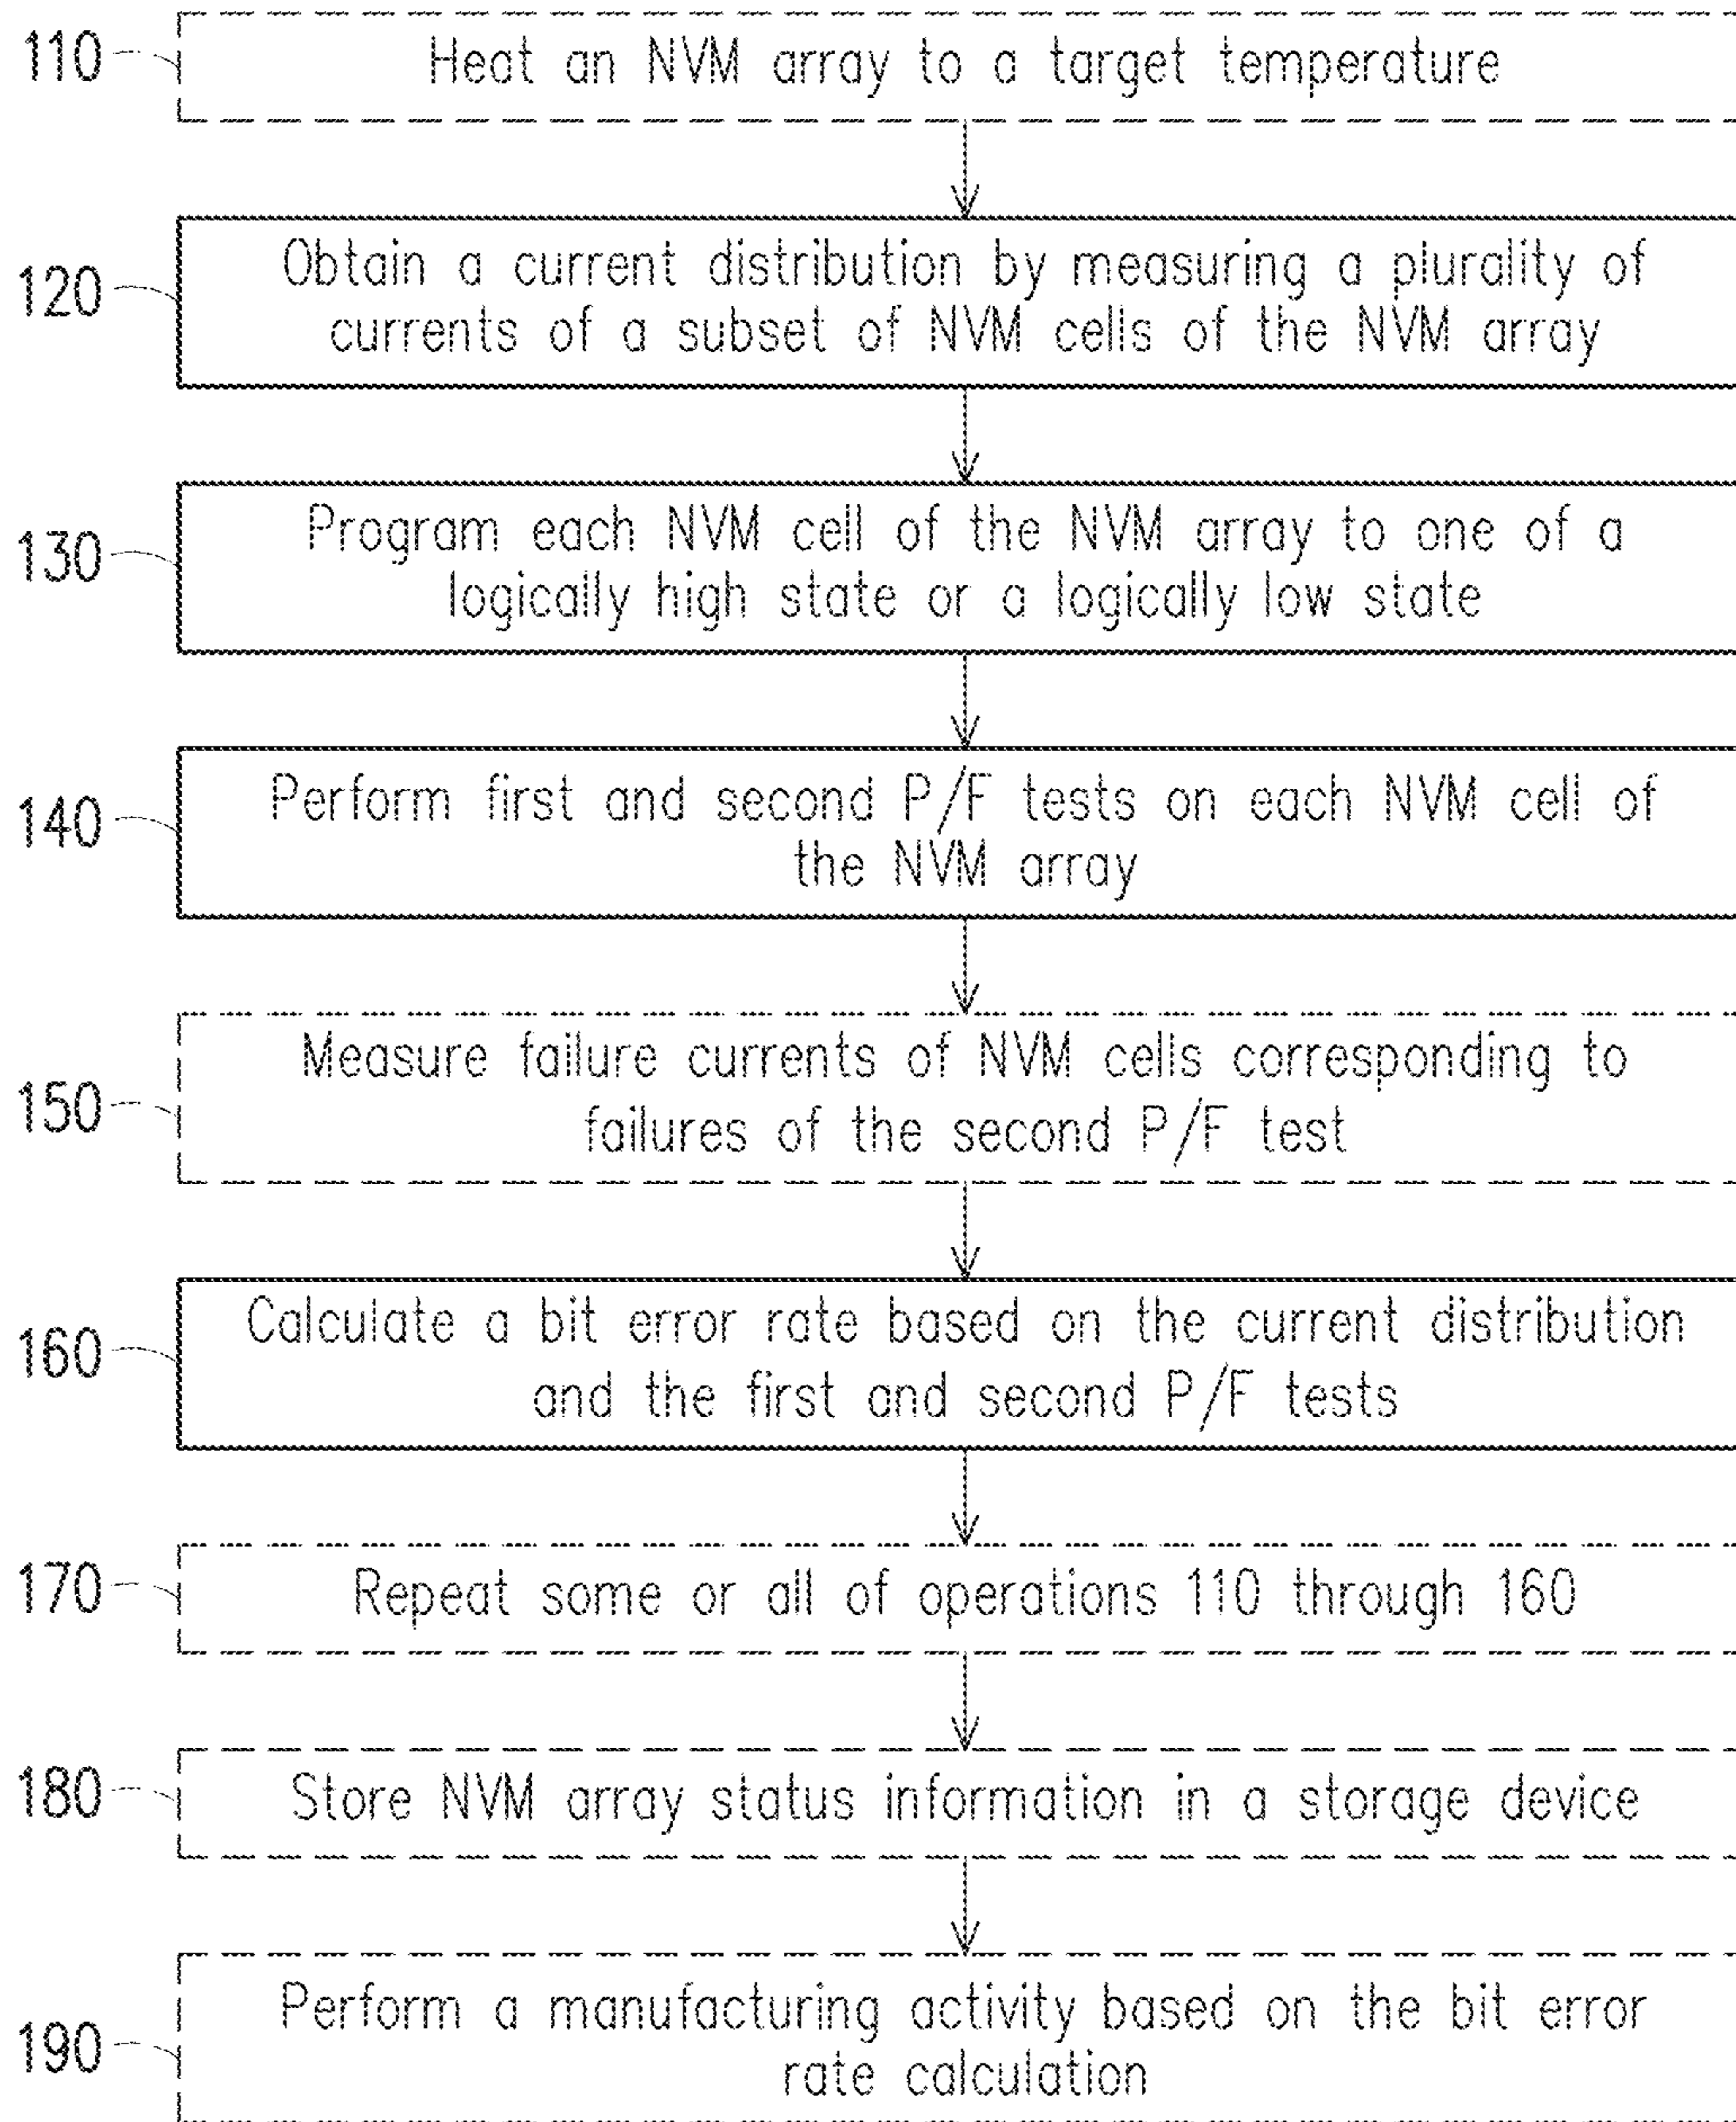 110
Heat an NVM array to a target temperature
120
Obtain a current distribution by measuring a plurality of
currents of a subset of NVM cells of the NVM array
130
Program each NVM cell of the NVM array to one of a
logically high state or a logically low state
140
Perform first and second P/F tests on each NVM cell of
the NVM array
150
Measure failure currents of NVM cells corresponding to
failures of the second P/F test
160
Calculate a bit error rate based on the current distribution
and the first and second P/F tests
170
Repeat some or all of operations 110 through 160
180
Store NVM array status information in a storage device
190
Perform a manufacturing activity based on the bit error
rate calculation